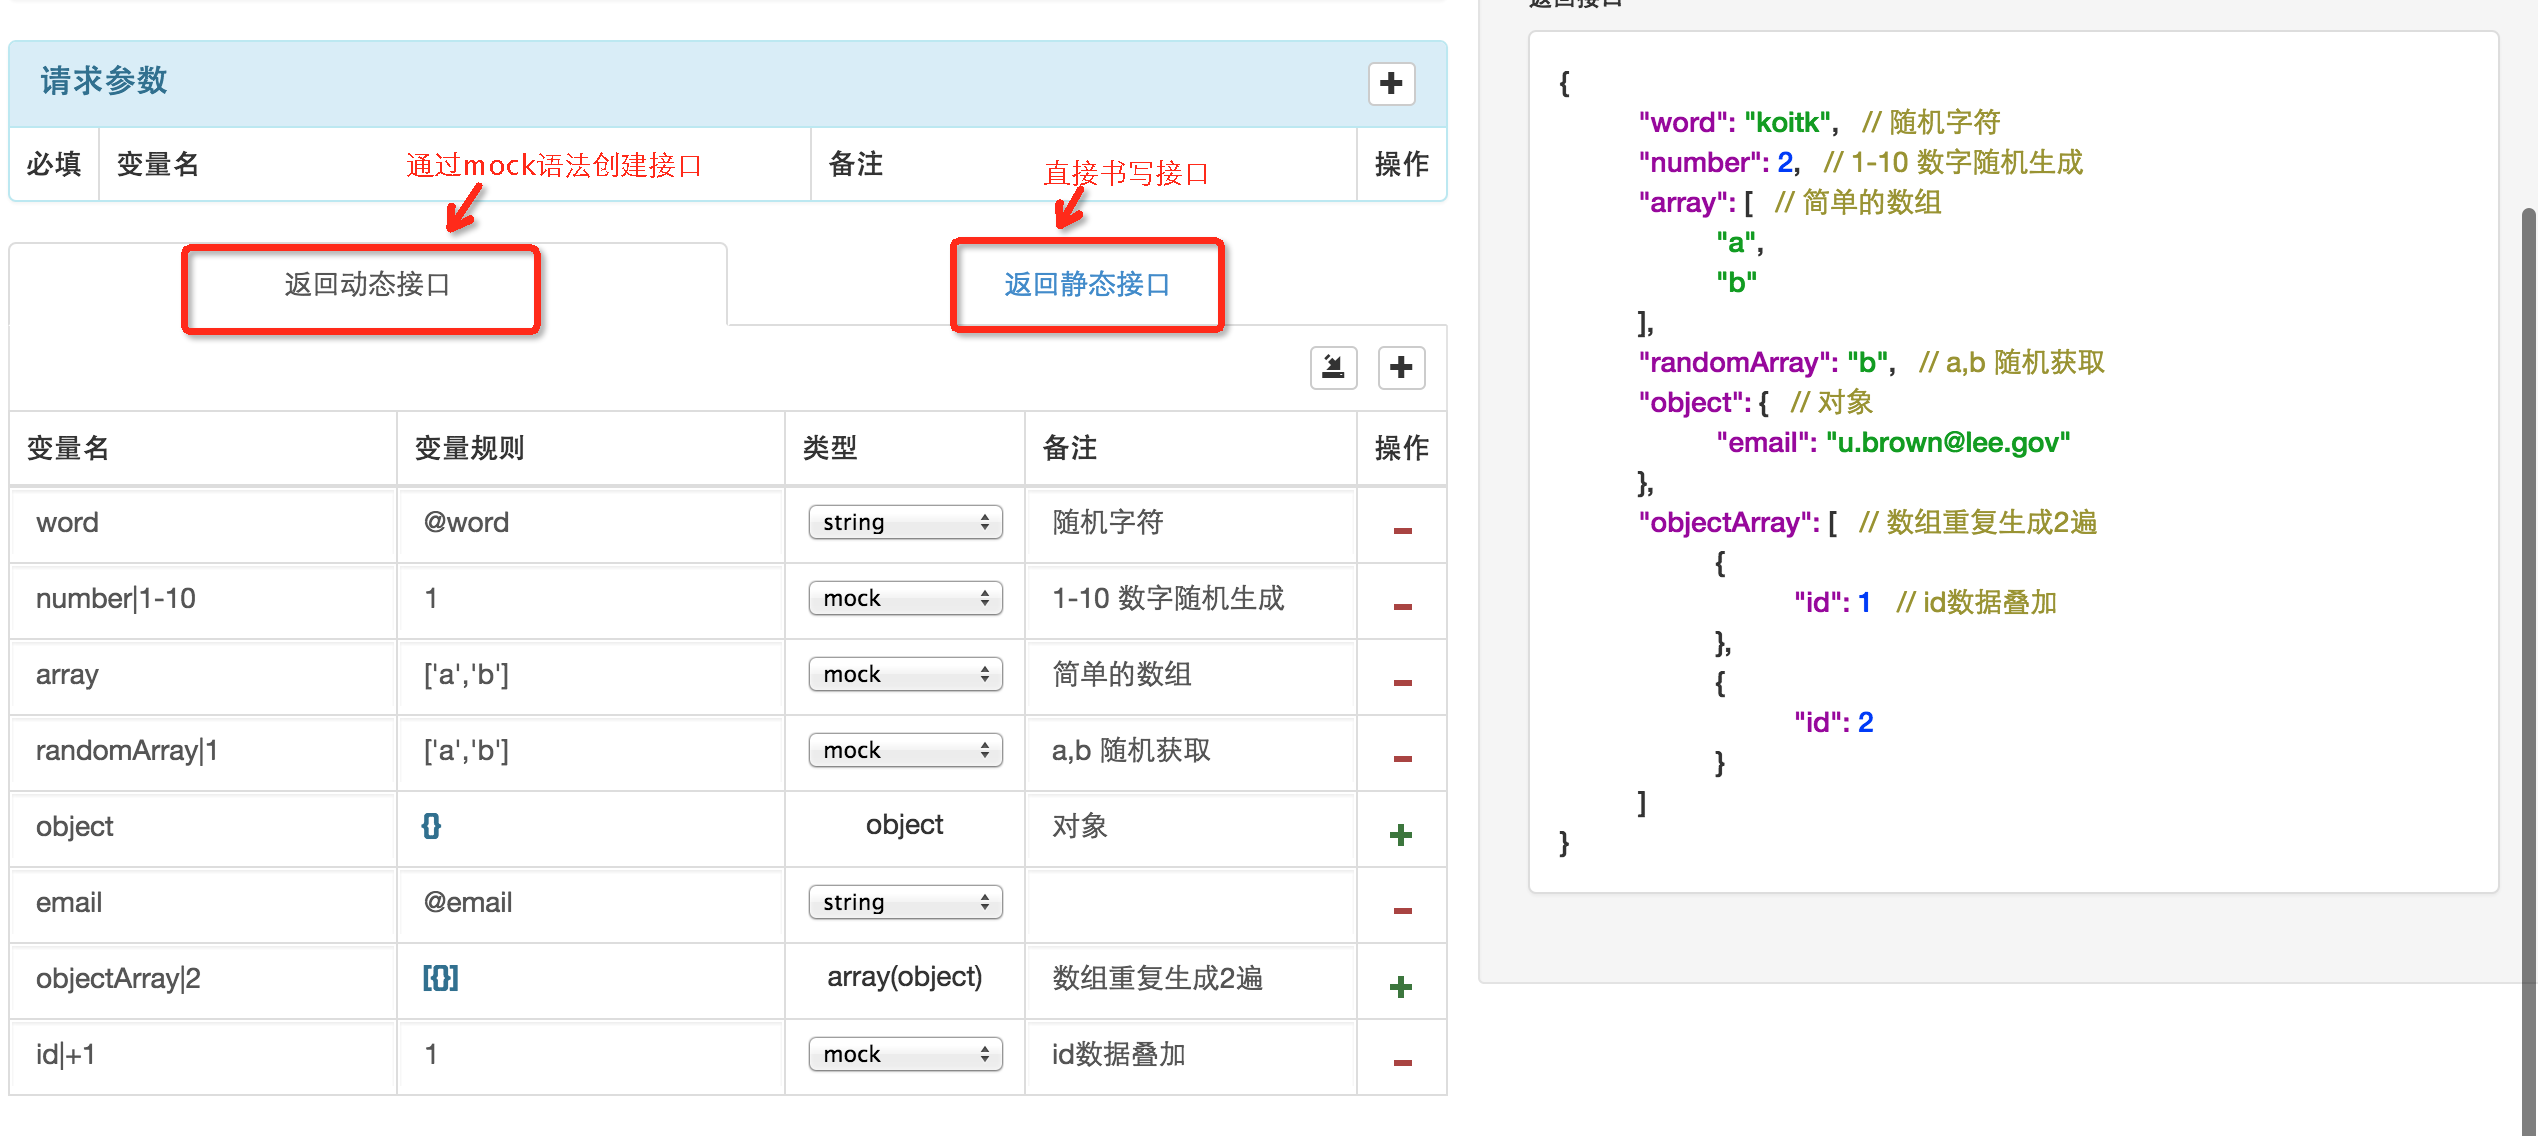 请求参数
必填 变量名 备注 操作
通过mock语法创建接口
直接书写接口
返回动态接口 返回静态接口
变量名 变量规则 类型 备注 操作
word @word string 随机字符
number|1-10 1 mock 1-10 数字随机生成
array ['a','b'] mock 简单的数组
randomArray|1 ['a','b'] mock a,b 随机获取
object {} object 对象
email @email string
objectArray|2 [{}] array(object) 数组重复生成2遍
id|+1 1 mock id数据叠加
返回接口
{
"word": "koitk", // 随机字符
"number": 2, // 1-10 数字随机生成
"array": [ // 简单的数组
"a",
"b"
],
"randomArray": "b", // a,b 随机获取
"object": { // 对象
"email": "u.brown@lee.gov"
},
"objectArray": [ // 数组重复生成2遍
{
"id": 1 // id数据叠加
},
{
"id": 2
}
]
}